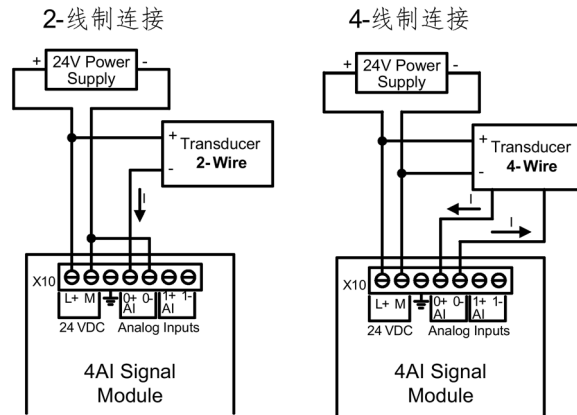 2-线制连接
+ 24V Power Supply -
+ Transducer
- 2-Wire
I
X10
L+ M 0+ 0- 1+ 1-
AI AI
24 VDC Analog Inputs
4AI Signal
Module
4-线制连接
+ 24V Power Supply -
+ Transducer
- 4-Wire
I
I
X10
L+ M 0+ 0- 1+ 1-
AI AI
24 VDC Analog Inputs
4AI Signal
Module